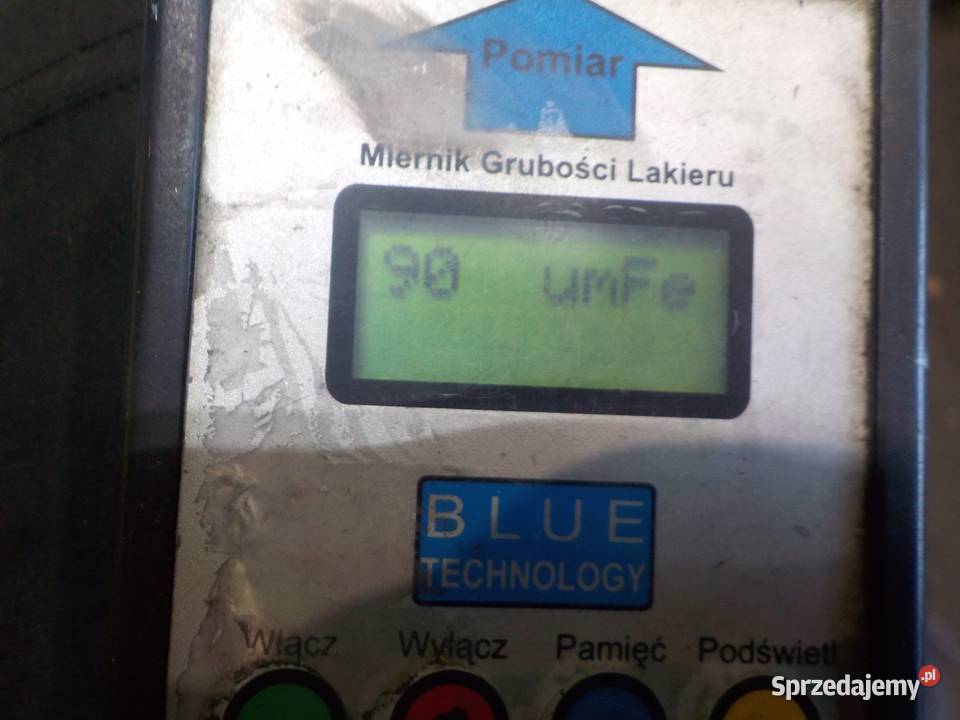 Pomiar
Miernik Grubości Lakieru
90 umFe
BLUE
TECHNOLOGY
Włącz Wyłącz Pamięć Podświetl
Sprzedajemy.pl